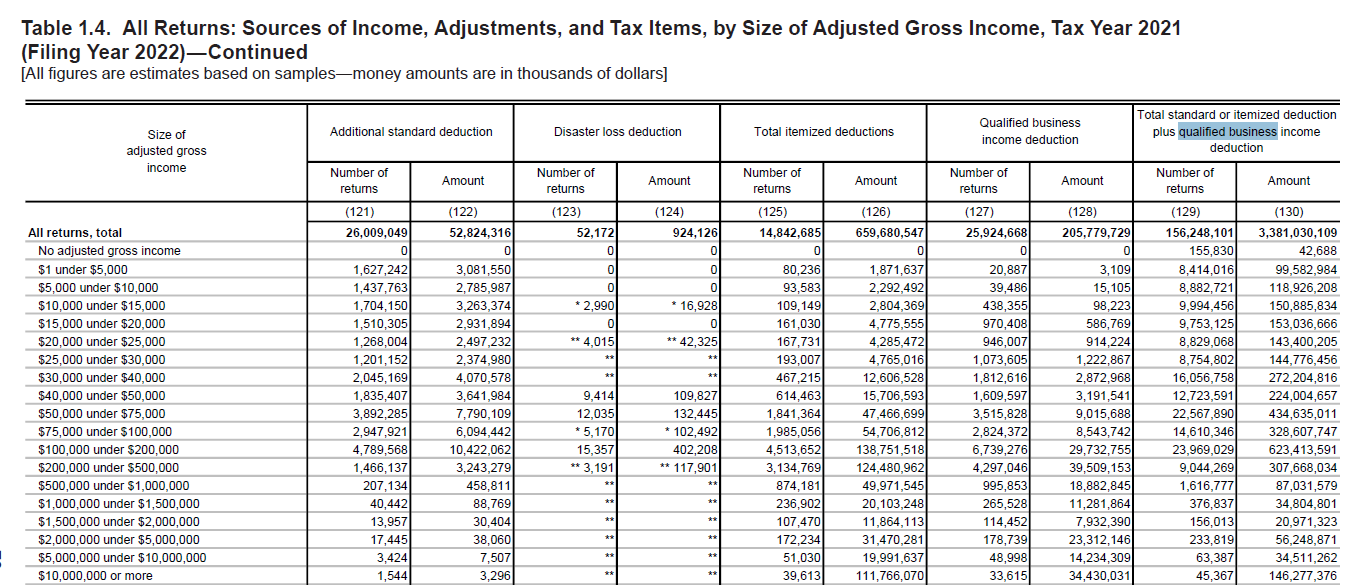 Table 1.4. All Returns: Sources of Income, Adjustments, and Tax Items, by Size of Adjusted Gross Income, Tax Year 2021
(Filing Year 2022)—Continued
[All figures are estimates based on samples—money amounts are in thousands of dollars]
Size of adjusted gross income | Additional standard deduction | Disaster loss deduction | Total itemized deductions | Qualified business income deduction | Total standard or itemized deduction plus qualified business income deduction
Number of returns | Amount | Number of returns | Amount | Number of returns | Amount | Number of returns | Amount | Number of returns | Amount
(121) (122) (123) (124) (125) (126) (127) (128) (129) (130)
All returns, total 26,009,049 52,824,316 52,172 924,126 14,842,685 659,680,547 25,924,668 205,779,729 156,248,101 3,381,030,109
No adjusted gross income 0 0 0 0 0 0 0 0 155,830 42,688
$1 under $5,000 1,627,242 3,081,550 0 0 80,236 1,871,637 20,887 3,109 8,414,016 99,582,984
$5,000 under $10,000 1,437,763 2,785,987 0 0 93,583 2,292,492 39,486 15,105 8,882,721 118,926,208
$10,000 under $15,000 1,704,150 3,263,374 * 2,990 * 16,928 109,149 2,804,369 438,355 98,223 9,994,456 150,885,834
$15,000 under $20,000 1,510,305 2,931,894 0 0 161,030 4,775,555 970,408 586,769 9,753,125 153,036,666
$20,000 under $25,000 1,268,004 2,497,232 ** 4,015 ** 42,325 167,731 4,285,472 946,007 914,224 8,829,068 143,400,205
$25,000 under $30,000 1,201,152 2,374,980 ** ** 193,007 4,765,016 1,073,605 1,222,867 8,754,802 144,776,456
$30,000 under $40,000 2,045,169 4,070,578 ** ** 467,215 12,606,528 1,812,616 2,872,968 16,056,758 272,204,816
$40,000 under $50,000 1,835,407 3,641,984 9,414 109,827 614,463 15,706,593 1,609,597 3,191,541 12,723,591 224,004,657
$50,000 under $75,000 3,892,285 7,790,109 12,035 132,445 1,841,364 47,466,699 3,515,828 9,015,688 22,567,890 434,635,011
$75,000 under $100,000 2,947,921 6,094,442 * 5,170 * 102,492 1,985,056 54,706,812 2,824,372 8,543,742 14,610,346 328,607,747
$100,000 under $200,000 4,789,568 10,422,062 15,357 402,208 4,513,652 138,751,518 6,739,276 29,732,755 23,969,029 623,413,591
$200,000 under $500,000 1,466,137 3,243,279 ** 3,191 ** 117,901 3,134,769 124,480,962 4,297,046 39,509,153 9,044,269 307,668,034
$500,000 under $1,000,000 207,134 458,811 ** ** 874,181 49,971,545 995,853 18,882,845 1,616,777 87,031,579
$1,000,000 under $1,500,000 40,442 88,769 ** ** 236,902 20,103,248 265,528 11,281,864 376,837 34,804,801
$1,500,000 under $2,000,000 13,957 30,404 ** ** 107,470 11,864,113 114,452 7,932,390 156,013 20,971,323
$2,000,000 under $5,000,000 17,445 38,060 ** ** 172,234 31,470,281 178,739 23,312,146 233,819 56,248,871
$5,000,000 under $10,000,000 3,424 7,507 ** ** 51,030 19,991,637 48,998 14,234,309 63,387 34,511,262
$10,000,000 or more 1,544 3,296 ** ** 39,613 111,766,070 33,615 34,430,031 45,367 146,277,376